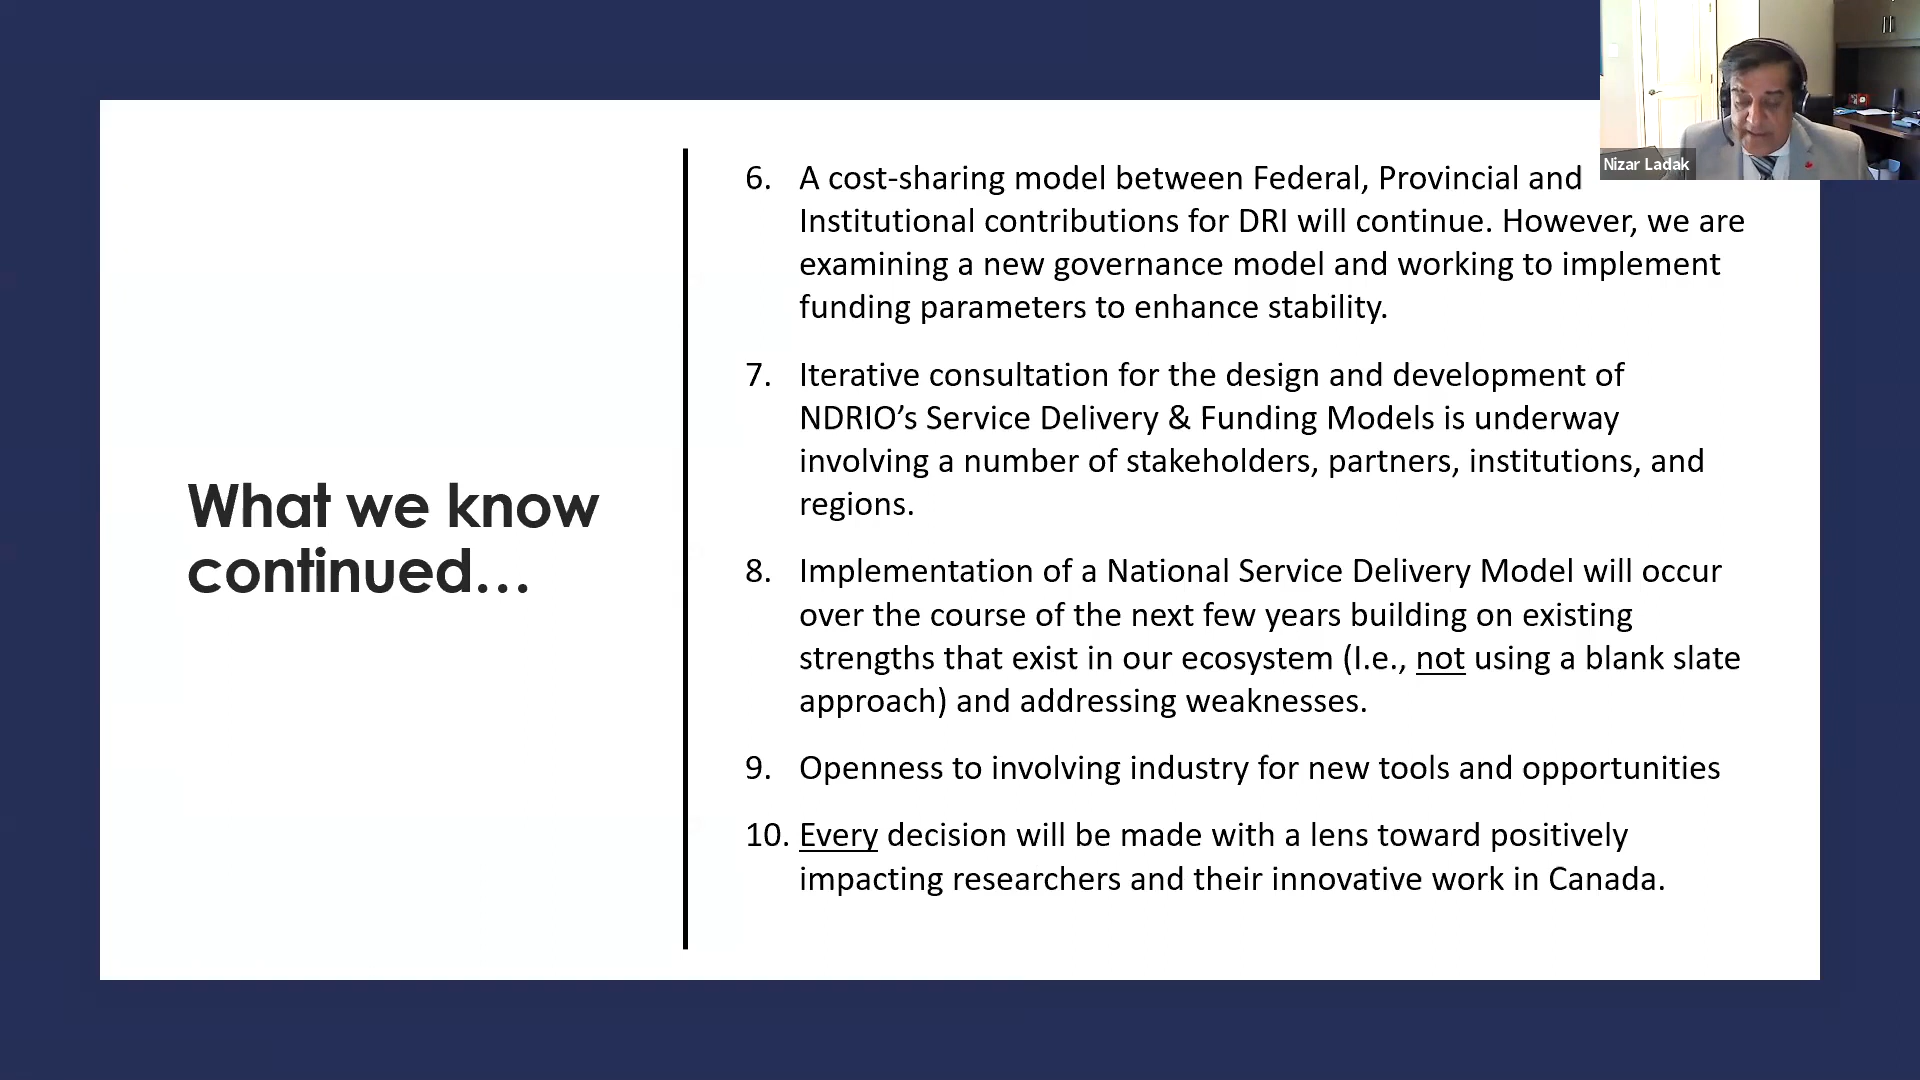 Nizar Ladak
What we know
continued…
6. A cost-sharing model between Federal, Provincial and
Institutional contributions for DRI will continue. However, we are
examining a new governance model and working to implement
funding parameters to enhance stability.
7. Iterative consultation for the design and development of
NDRIO’s Service Delivery & Funding Models is underway
involving a number of stakeholders, partners, institutions, and
regions.
8. Implementation of a National Service Delivery Model will occur
over the course of the next few years building on existing
strengths that exist in our ecosystem (I.e., not using a blank slate
approach) and addressing weaknesses.
9. Openness to involving industry for new tools and opportunities
10. Every decision will be made with a lens toward positively
impacting researchers and their innovative work in Canada.